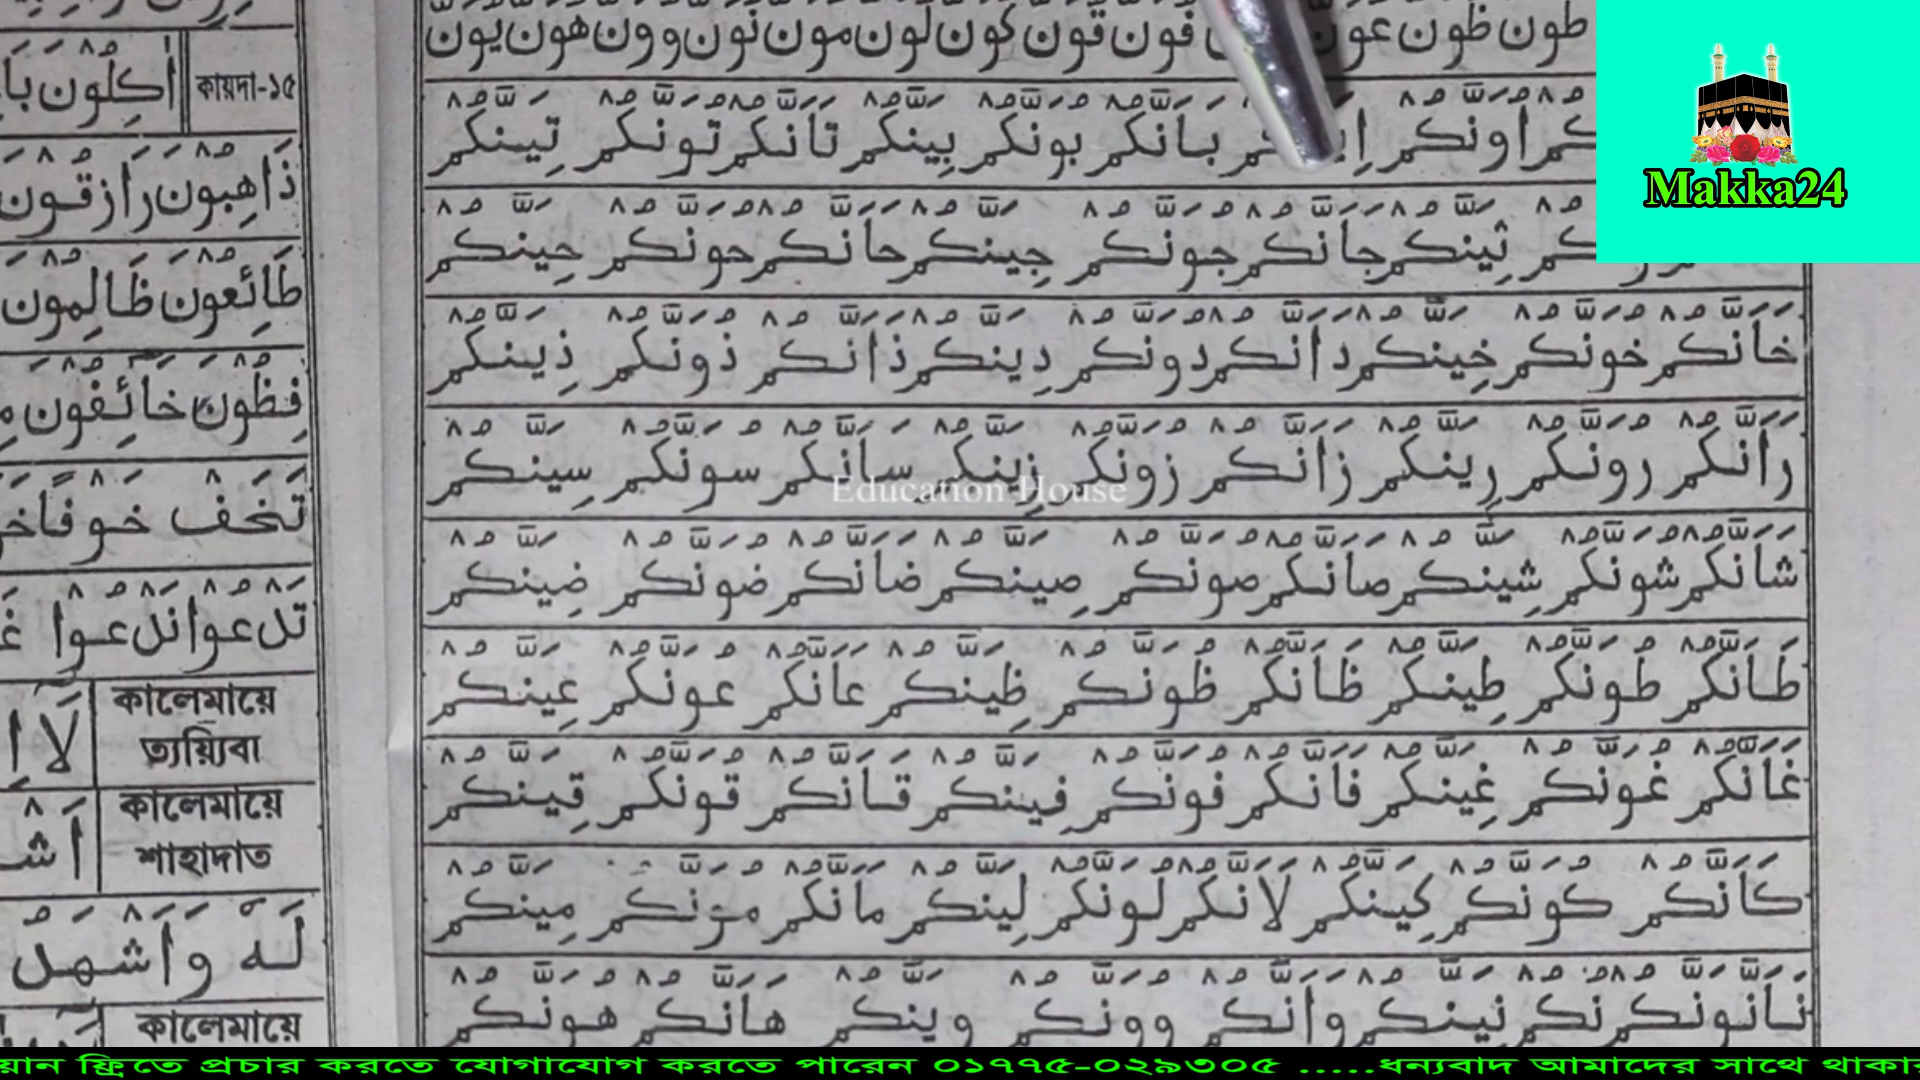 طون ظون عون فون قون كون لون مون نون وون هون يون
اونكم بانكم بونكم بينكم تانكم تونكم تينكم
ثينكم جانكم جونكم جينكم حانكم حونكم حينكم
خانكم خونكم خينكم دانكم دونكم دينكم ذانكم ذونكم ذينكم
رانكم رونكم رينكم زانكم زونكم زينكم سانكم سونكم سينكم
شانكم شونكم شينكم صانكم صونكم صينكم ضانكم ضونكم ضينكم
طانكم طونكم طينكم ظانكم ظونكم ظينكم عانكم عونكم عينكم
غانكم غونكم غينكم فانكم فونكم فينكم قانكم قونكم قينكم
كانكم كونكم كينكم لانكم لونكم لينكم مانكم مونكم مينكم
نانونكم نكم نينكم وانكم وونكم وينكم هانكم هونكم
কায়দা-১৫
اكلون
ذاهبون رازقون
طائعون ظالمون
فظون خائفون
تخف خوفا
تل عوا نل عوا
কালেমায়ে ত্যয়্যিবা
لا
কালেমায়ে শাহাদাত
له واشهد
কালেমায়ে
Makka24
Education House
য়ান ফ্রিতে প্রচার করতে যোগাযোগ করতে পারেন ০১৭৭৫-০২৯৩০৫ .....ধন্যবাদ আমাদের সাথে থাকার